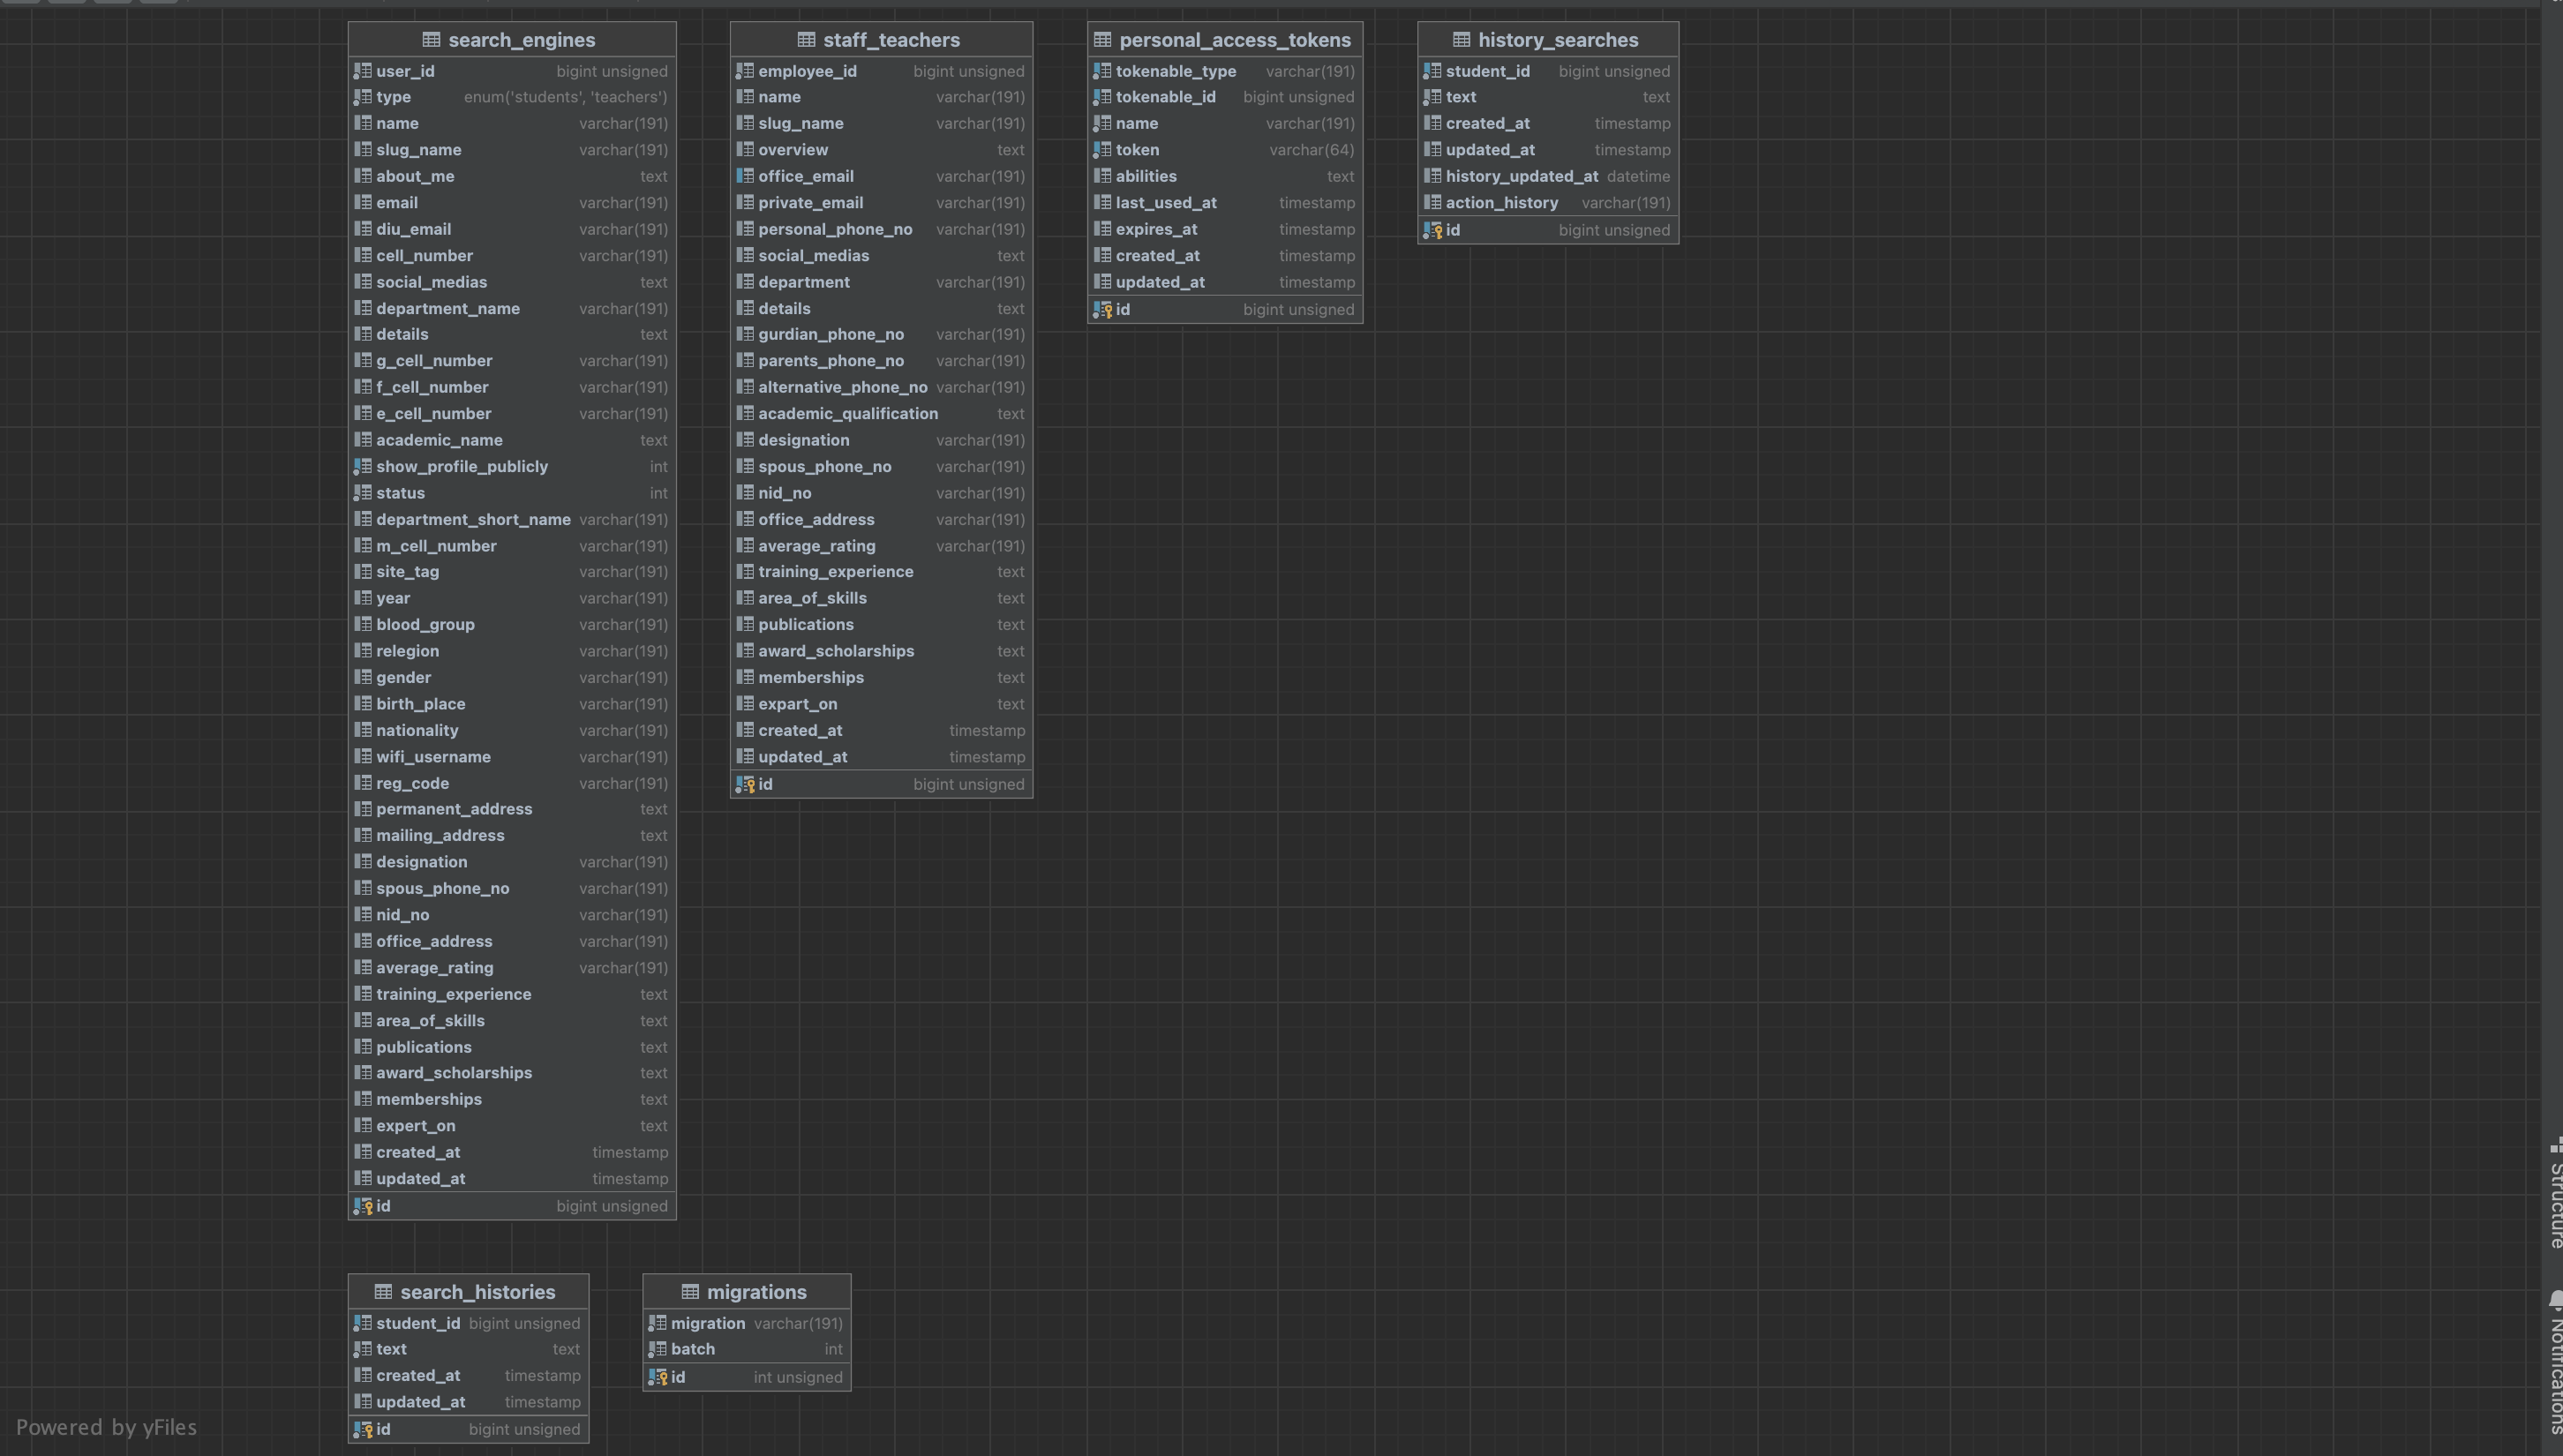 search_engines
user_id bigint unsigned
type enum('students', 'teachers')
name varchar(191)
slug_name varchar(191)
about_me text
email varchar(191)
diu_email varchar(191)
cell_number varchar(191)
social_medias text
department_name varchar(191)
details text
g_cell_number varchar(191)
f_cell_number varchar(191)
e_cell_number varchar(191)
academic_name text
show_profile_publicly int
status int
department_short_name varchar(191)
m_cell_number varchar(191)
site_tag varchar(191)
year varchar(191)
blood_group varchar(191)
relegion varchar(191)
gender varchar(191)
birth_place varchar(191)
nationality varchar(191)
wifi_username varchar(191)
reg_code varchar(191)
permanent_address text
mailing_address text
designation varchar(191)
spous_phone_no varchar(191)
nid_no varchar(191)
office_address varchar(191)
average_rating varchar(191)
training_experience text
area_of_skills text
publications text
award_scholarships text
memberships text
expert_on text
created_at timestamp
updated_at timestamp
id bigint unsigned
staff_teachers
employee_id bigint unsigned
name varchar(191)
slug_name varchar(191)
overview text
office_email varchar(191)
private_email varchar(191)
personal_phone_no varchar(191)
social_medias text
department varchar(191)
details text
gurdian_phone_no varchar(191)
parents_phone_no varchar(191)
alternative_phone_no varchar(191)
academic_qualification text
designation varchar(191)
spous_phone_no varchar(191)
nid_no varchar(191)
office_address varchar(191)
average_rating varchar(191)
training_experience text
area_of_skills text
publications text
award_scholarships text
memberships text
expart_on text
created_at timestamp
updated_at timestamp
id bigint unsigned
personal_access_tokens
tokenable_type varchar(191)
tokenable_id bigint unsigned
name varchar(191)
token varchar(64)
abilities text
last_used_at timestamp
expires_at timestamp
created_at timestamp
updated_at timestamp
id bigint unsigned
history_searches
student_id bigint unsigned
text text
created_at timestamp
updated_at timestamp
history_updated_at datetime
action_history varchar(191)
id bigint unsigned
search_histories
student_id bigint unsigned
text text
created_at timestamp
updated_at timestamp
id bigint unsigned
migrations
migration varchar(191)
batch int
id int unsigned
Powered by yFiles
Structure
Notifications